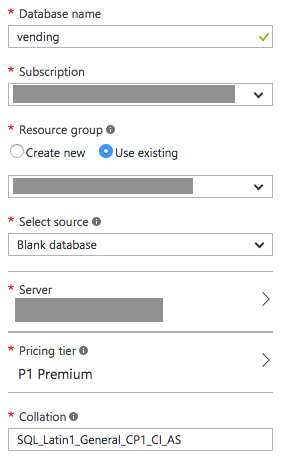 * Database name
vending
* Subscription
* Resource group
Create new Use existing
* Select source
Blank database
* Server
* Pricing tier
P1 Premium
* Collation
SQL_Latin1_General_CP1_CI_AS